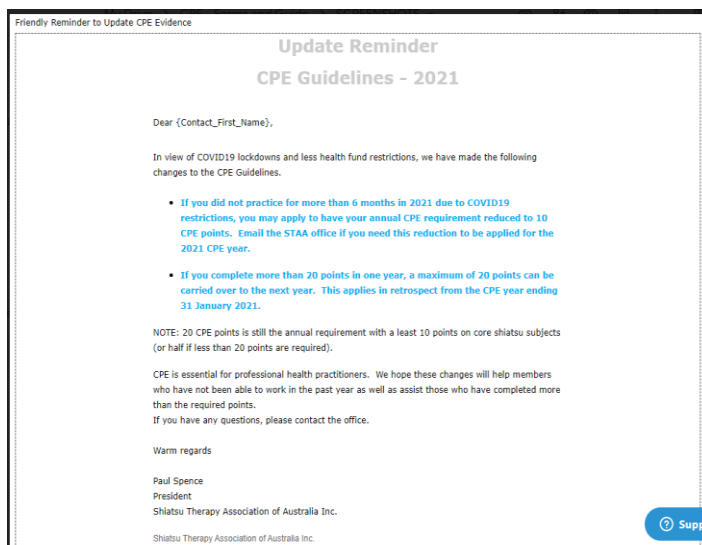 Friendly Reminder to Update CPE Evidence
Update Reminder
CPE Guidelines - 2021
Dear {Contact_First_Name},
In view of COVID19 lockdowns and less health fund restrictions, we have made the following
changes to the CPE Guidelines.
• If you did not practice for more than 6 months in 2021 due to COVID19
restrictions, you may apply to have your annual CPE requirement reduced to 10
CPE points. Email the STAA office if you need this reduction to be applied for the
2021 CPE year.
• If you complete more than 20 points in one year, a maximum of 20 points can be
carried over to the next year. This applies in retrospect from the CPE year ending
31 January 2021.
NOTE: 20 CPE points is still the annual requirement with a least 10 points on core shiatsu subjects
(or half if less than 20 points are required).
CPE is essential for professional health practitioners. We hope these changes will help members
who have not been able to work in the past year as well as assist those who have completed more
than the required points.
If you have any questions, please contact the office.
Warm regards
Paul Spence
President
Shiatsu Therapy Association of Australia Inc.
Shiatsu Therapy Association of Australia Inc.
Supp